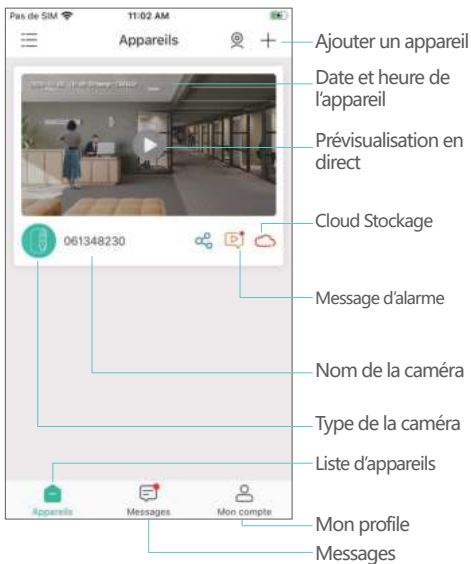 Pas de SIM 11:02 AM
Appareils
Ajouter un appareil
Date et heure de
l'appareil
Prévisualisation en
direct
061348230
Cloud Stockage
Message d'alarme
Nom de la caméra
Type de la caméra
Liste d'appareils
Appareils Messages Mon compte
Mon profile
Messages